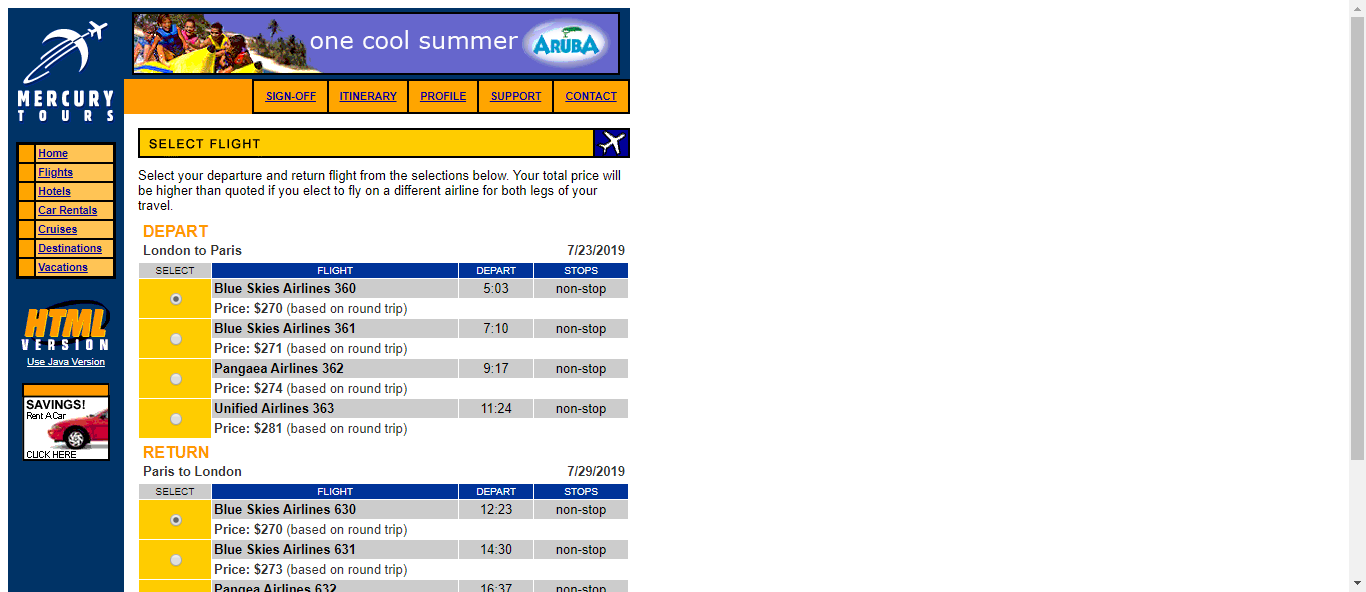 one cool summer ARUBA
MERCURY
TOURS
SIGN-OFF ITINERARY PROFILE SUPPORT CONTACT
Home
Flights
Hotels
Car Rentals
Cruises
Destinations
Vacations
HTML
VERSION
Use Java Version
SAVINGS!
Rent A Car
CLICK HERE
SELECT FLIGHT
Select your departure and return flight from the selections below. Your total price will
be higher than quoted if you elect to fly on a different airline for both legs of your
travel.
DEPART
London to Paris 7/23/2019
SELECT FLIGHT DEPART STOPS
Blue Skies Airlines 360 5:03 non-stop
Price: $270 (based on round trip)
Blue Skies Airlines 361 7:10 non-stop
Price: $271 (based on round trip)
Pangaea Airlines 362 9:17 non-stop
Price: $274 (based on round trip)
Unified Airlines 363 11:24 non-stop
Price: $281 (based on round trip)
RETURN
Paris to London 7/29/2019
SELECT FLIGHT DEPART STOPS
Blue Skies Airlines 630 12:23 non-stop
Price: $270 (based on round trip)
Blue Skies Airlines 631 14:30 non-stop
Price: $273 (based on round trip)
Pangea Airlines 632 16:37 non-stop